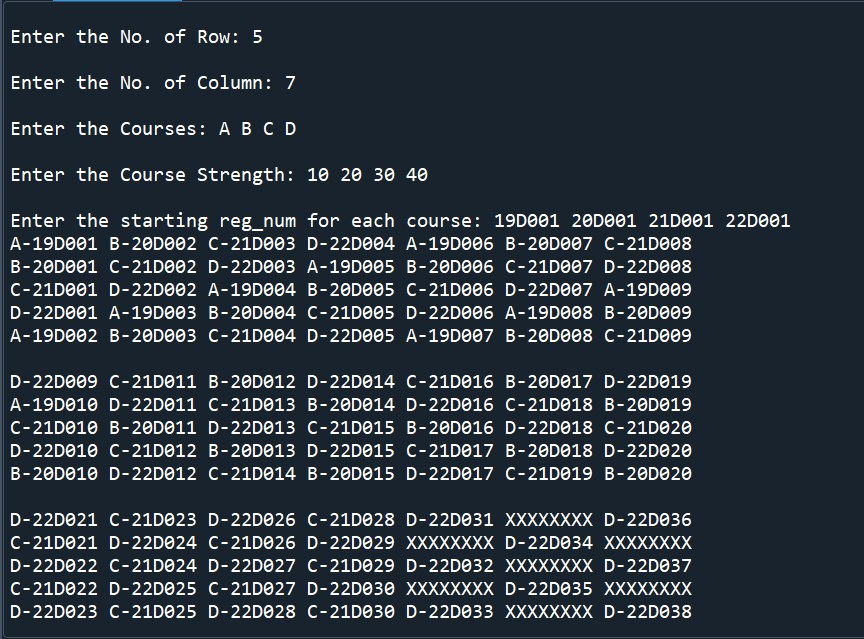 Enter the No. of Row: 5
Enter the No. of Column: 7
Enter the Courses: A B C D
Enter the Course Strength: 10 20 30 40
Enter the starting reg_num for each course: 19D001 20D001 21D001 22D001
A-19D001 B-20D002 C-21D003 D-22D004 A-19D006 B-20D007 C-21D008
B-20D001 C-21D002 D-22D003 A-19D005 B-20D006 C-21D007 D-22D008
C-21D001 D-22D002 A-19D004 B-20D005 C-21D006 D-22D007 A-19D009
D-22D001 A-19D003 B-20D004 C-21D005 D-22D006 A-19D008 B-20D009
A-19D002 B-20D003 C-21D004 D-22D005 A-19D007 B-20D008 C-21D009
D-22D009 C-21D011 B-20D012 D-22D014 C-21D016 B-20D017 D-22D019
A-19D010 D-22D011 C-21D013 B-20D014 D-22D016 C-21D018 B-20D019
C-21D010 B-20D011 D-22D013 C-21D015 B-20D016 D-22D018 C-21D020
D-22D010 C-21D012 B-20D013 D-22D015 C-21D017 B-20D018 D-22D020
B-20D010 D-22D012 C-21D014 B-20D015 D-22D017 C-21D019 B-20D020
D-22D021 C-21D023 D-22D026 C-21D028 D-22D031 XXXXXXXX D-22D036
C-21D021 D-22D024 C-21D026 D-22D029 XXXXXXXX D-22D034 XXXXXXXX
D-22D022 C-21D024 D-22D027 C-21D029 D-22D032 XXXXXXXX D-22D037
C-21D022 D-22D025 C-21D027 D-22D030 XXXXXXXX D-22D035 XXXXXXXX
D-22D023 C-21D025 D-22D028 C-21D030 D-22D033 XXXXXXXX D-22D038